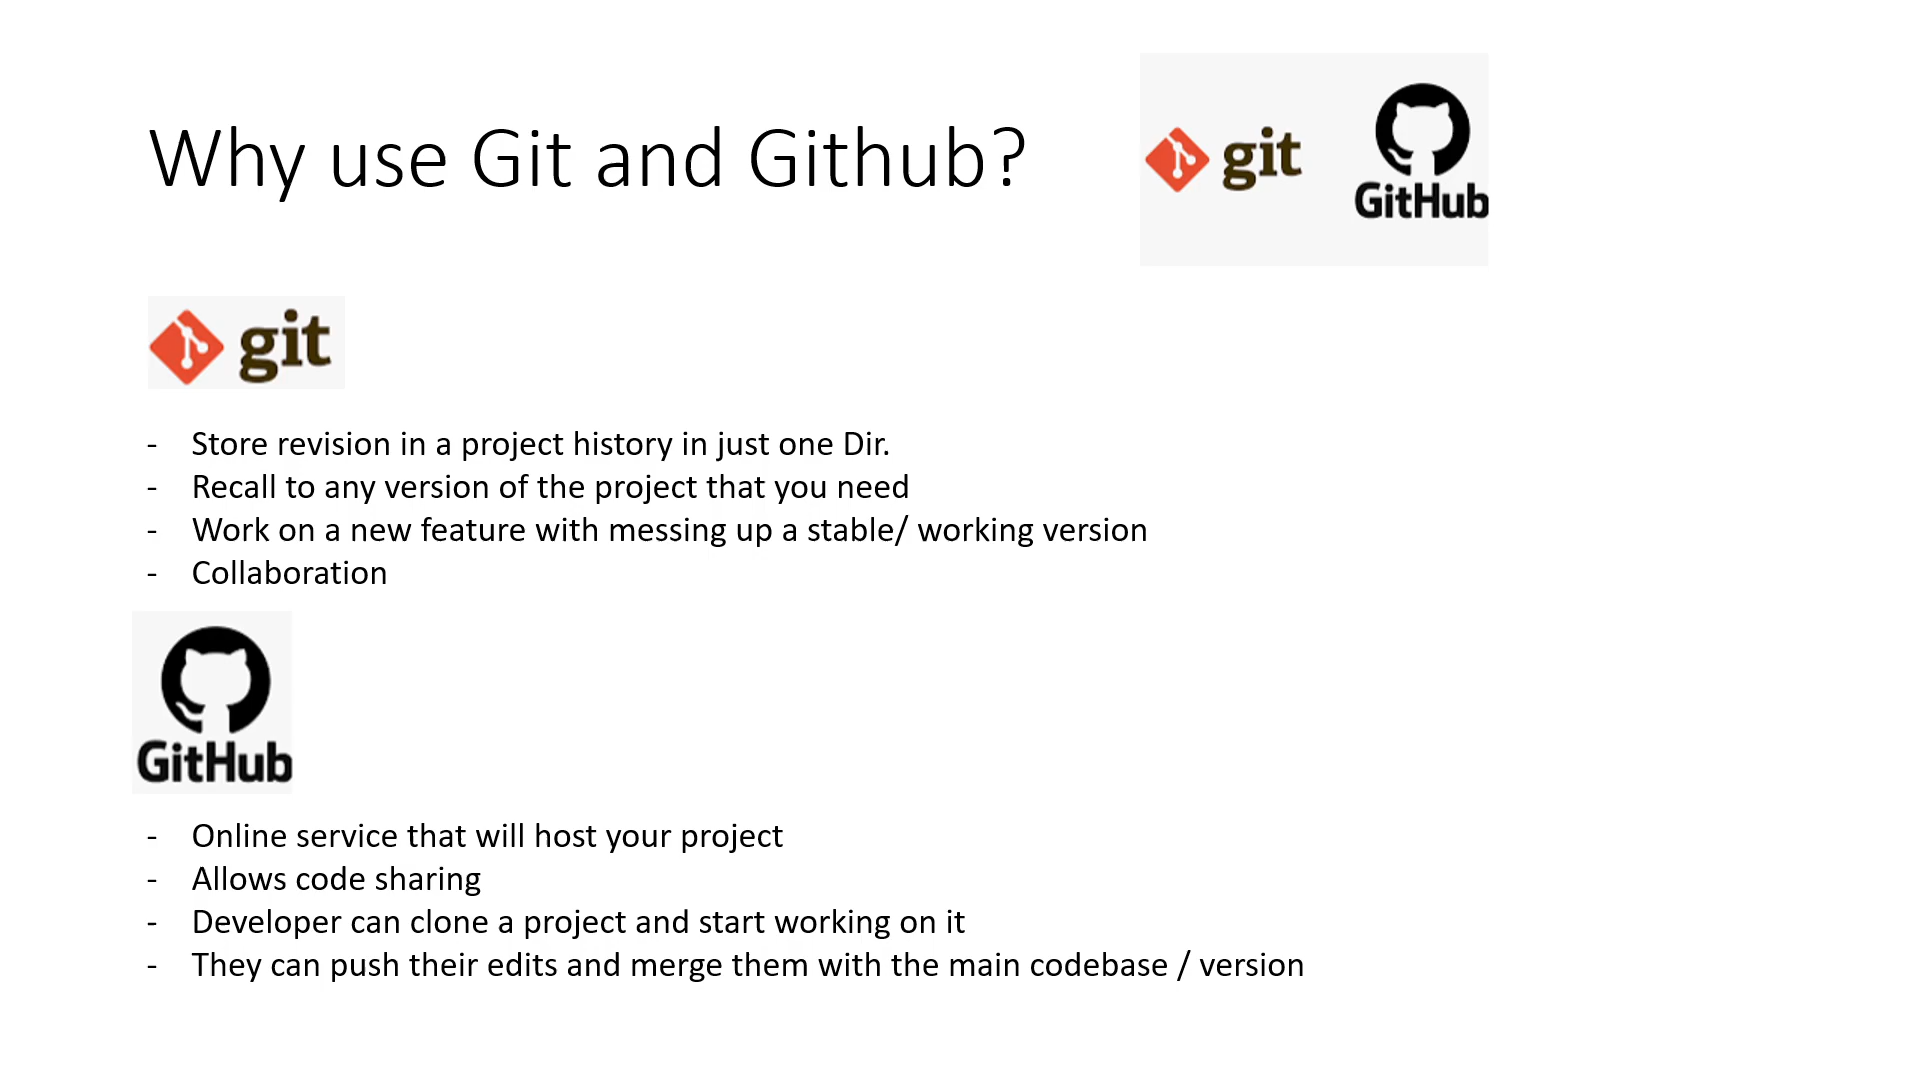 Why use Git and Github?
git
GitHub
git
- Store revision in a project history in just one Dir.
- Recall to any version of the project that you need
- Work on a new feature with messing up a stable/ working version
- Collaboration
GitHub
- Online service that will host your project
- Allows code sharing
- Developer can clone a project and start working on it
- They can push their edits and merge them with the main codebase / version